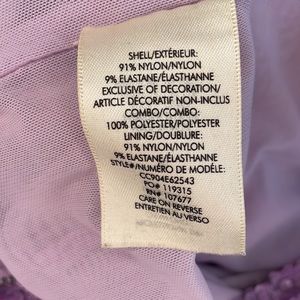 SHELL/EXTÉRIEUR:
91% NYLON/NYLON
9% ELASTANE/ÉLASTHANNE
EXCLUSIVE OF DECORATION/
ARTICLE DÉCORATIF NON-INCLUS
COMBO/COMBO:
100% POLYESTER/POLYESTER
LINING/DOUBLURE:
91% NYLON/NYLON
9% ELASTANE/ÉLASTHANNE
STYLE#/NUMÉRO DE MODÈLE:
CC904E62543
PO# 119315
RN# 107677
CARE ON REVERSE
ENTRETIEN AU VERSO